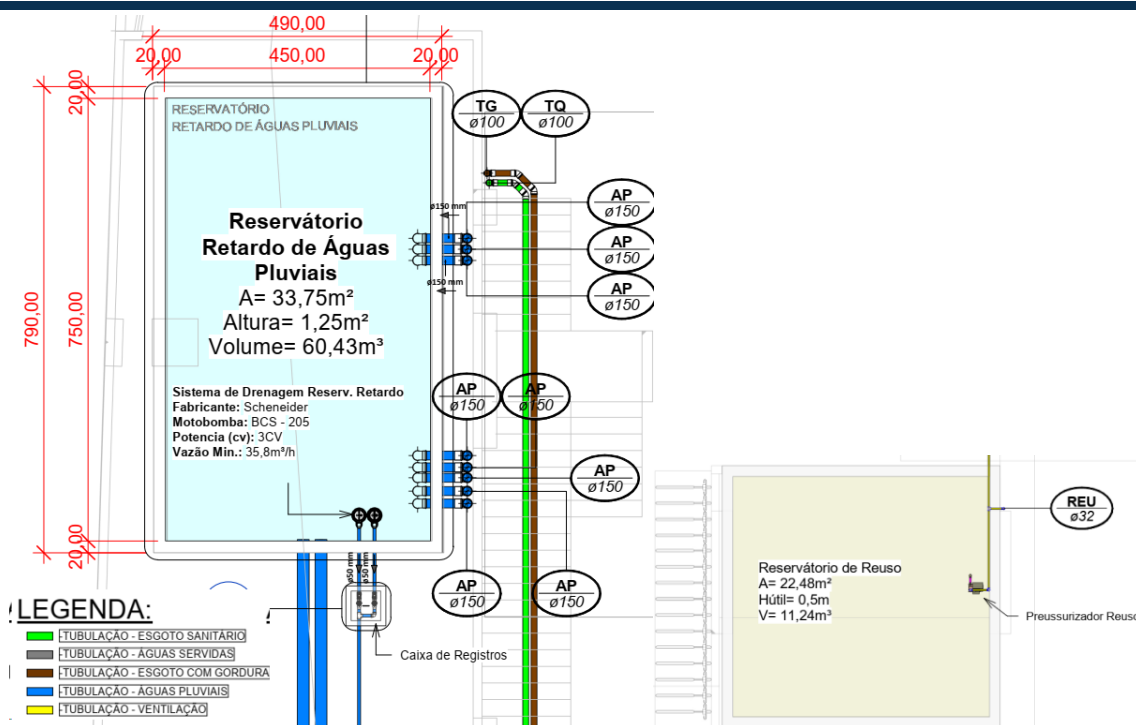 490,00
20,00 450,00 20,00
20,00
790,00
750,00
20,00
RESERVATÓRIO
RETARDO DE ÁGUAS PLUVIAIS
Reservátorio
Retardo de Águas
Pluviais
A= 33,75m²
Altura= 1,25m²
Volume= 60,43m³
Sistema de Drenagem Reserv. Retardo
Fabricante: Scheneider
Motobomba: BCS - 205
Potencia (cv): 3CV
Vazão Min.: 35,8m³/h
TG
ø100
TQ
ø100
ø150 mm
ø150 mm
AP
ø150
AP
ø150
AP
ø150
AP
ø150
AP
ø150
AP
ø150
AP
ø150
AP
ø150
ø50 mm
ø50 mm
Caixa de Registros
LEGENDA:
-TUBULAÇÃO - ESGOTO SANITÁRIO
-TUBULAÇÃO - ÁGUAS SERVIDAS
-TUBULAÇÃO - ESGOTO COM GORDURA
-TUBULAÇÃO - ÁGUAS PLUVIAIS
-TUBULAÇÃO - VENTILAÇÃO
Reservatório de Reuso
A= 22,48m²
Hútil= 0,5m
V= 11,24m³
REU
ø32
Preussurizador Reuso